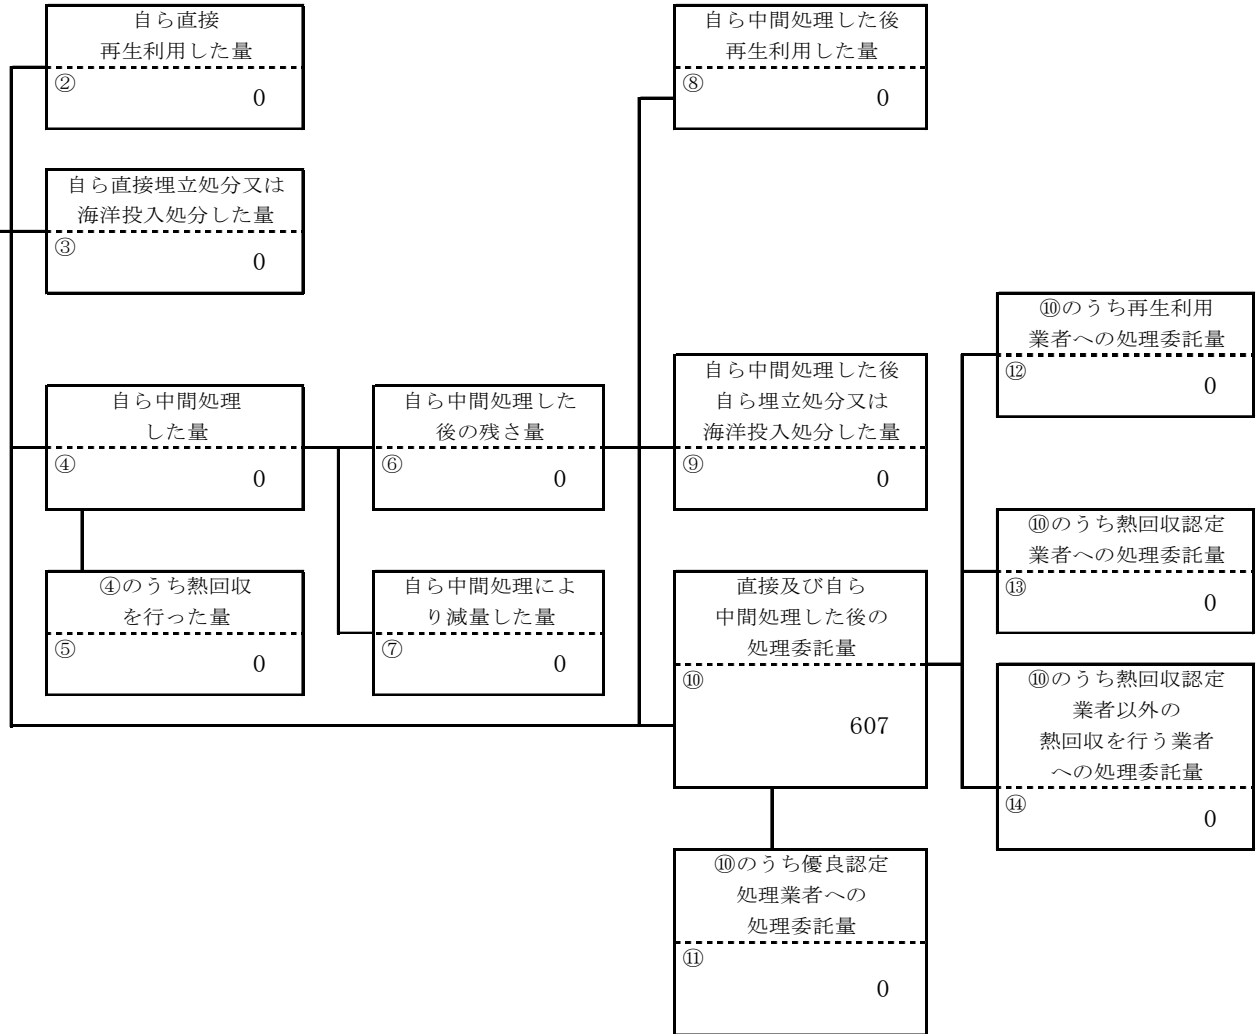 自ら直接
再生利用した量
②
0
自ら中間処理した後
再生利用した量
⑧
0
自ら直接埋立処分又は
海洋投入処分した量
③
0
⑩のうち再生利用
業者への処理委託量
⑫
0
自ら中間処理
した量
④
0
自ら中間処理した
後の残さ量
⑥
0
自ら中間処理した後
自ら埋立処分又は
海洋投入処分した量
⑨
0
⑩のうち熱回収認定
業者への処理委託量
⑬
0
④のうち熱回収
を行った量
⑤
0
自ら中間処理によ
り減量した量
⑦
0
直接及び自ら
中間処理した後の
処理委託量
⑩
607
⑩のうち熱回収認定
業者以外の
熱回収を行う業者
への処理委託量
⑭
0
⑩のうち優良認定
処理業者への
処理委託量
⑪
0